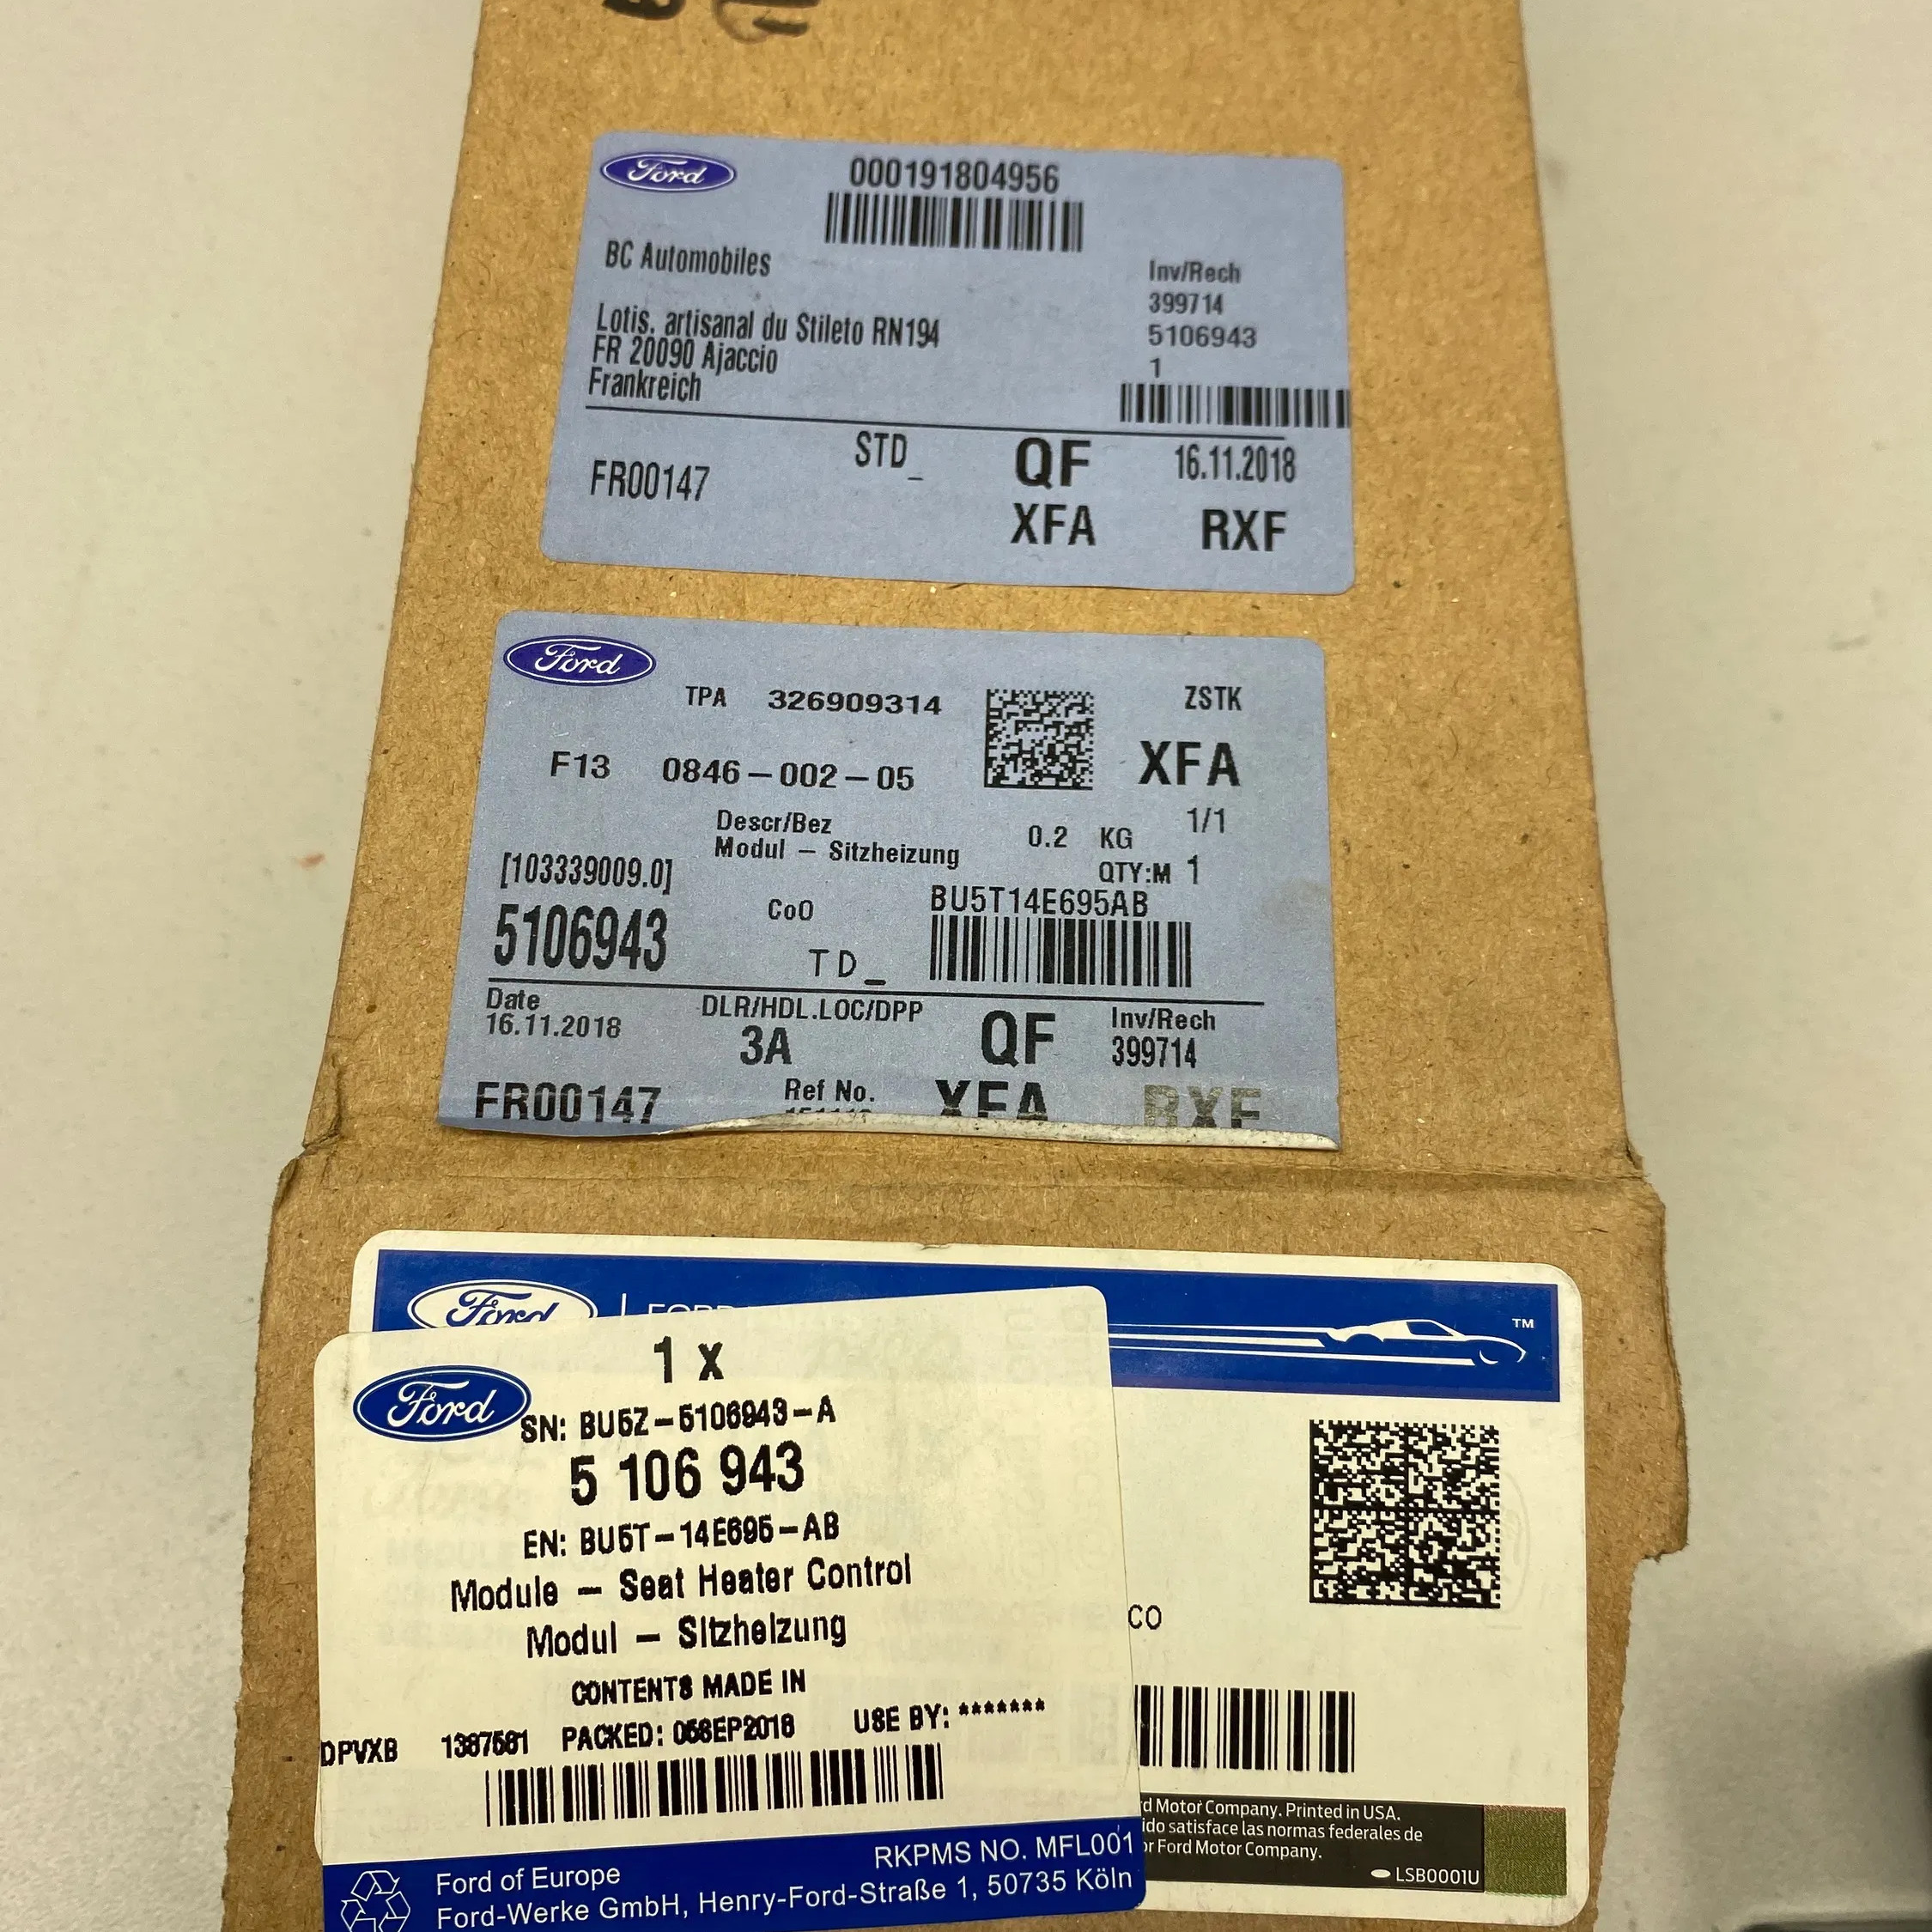 Ford
000191804956
BC Automobiles
Inv/Rech
399714
5106943
1
Lotis. artisanal du Stileto RN194
FR 20090 Ajaccio
Frankreich
STD_
QF
16.11.2018
FR00147
XFA
RXF
Ford
TPA 326909314
ZSTK
F13 0846-002-05
XFA
1/1
Descr/Bez
Modul - Sitzheizung
0.2 KG
QTY:M 1
[103339009.0]
5106943
CoO
BU5T14E695AB
TD_
Date
16.11.2018
DLR/HDL.LOC/DPP
3A
QF
Inv/Rech
399714
FR00147
Ref No.
XFA
RXF
Ford
TM
1 x
Ford
SN: BU5Z-5106943-A
5 106 943
EN: BU5T-14E695-AB
Module - Seat Heater Control
Modul - Sitzheizung
CONTENTS MADE IN
DPVXB 1387581 PACKED: 05SEP2018 USE BY: *******
RKPMS NO. MFL001
Ford of Europe
Ford-Werke GmbH, Henry-Ford-Straße 1, 50735 Köln
CO
Motor Company. Printed in USA.
satisface las normas federales de
Ford Motor Company.
LSB0001U